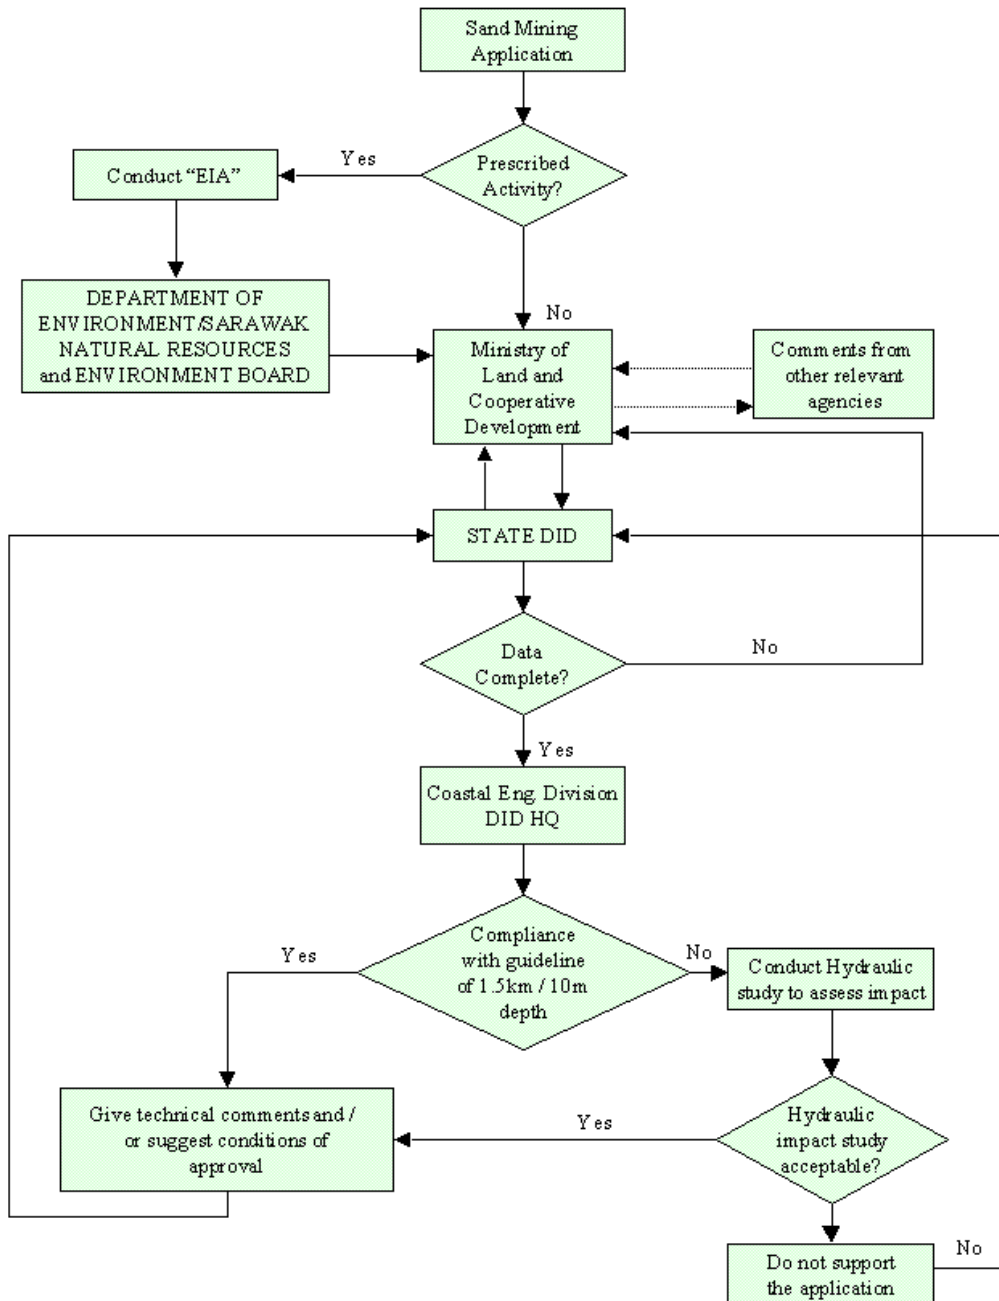 Sand Mining
Application
Prescribed
Activity?
Yes
Conduct “EIA”
DEPARTMENT OF
ENVIRONMENT/SARAWAK
NATURAL RESOURCES
and ENVIRONMENT BOARD
No
Ministry of
Land and
Cooperative
Development
Comments from
other relevant
agencies
STATE DID
Data
Complete?
No
Yes
Coastal Eng. Division
DID HQ
Compliance
with guideline
of 1.5km / 10m
depth
Yes
No
Conduct Hydraulic
study to assess impact
Give technical comments and /
or suggest conditions of
approval
Yes
Hydraulic
impact study
acceptable?
Do not support
the application
No